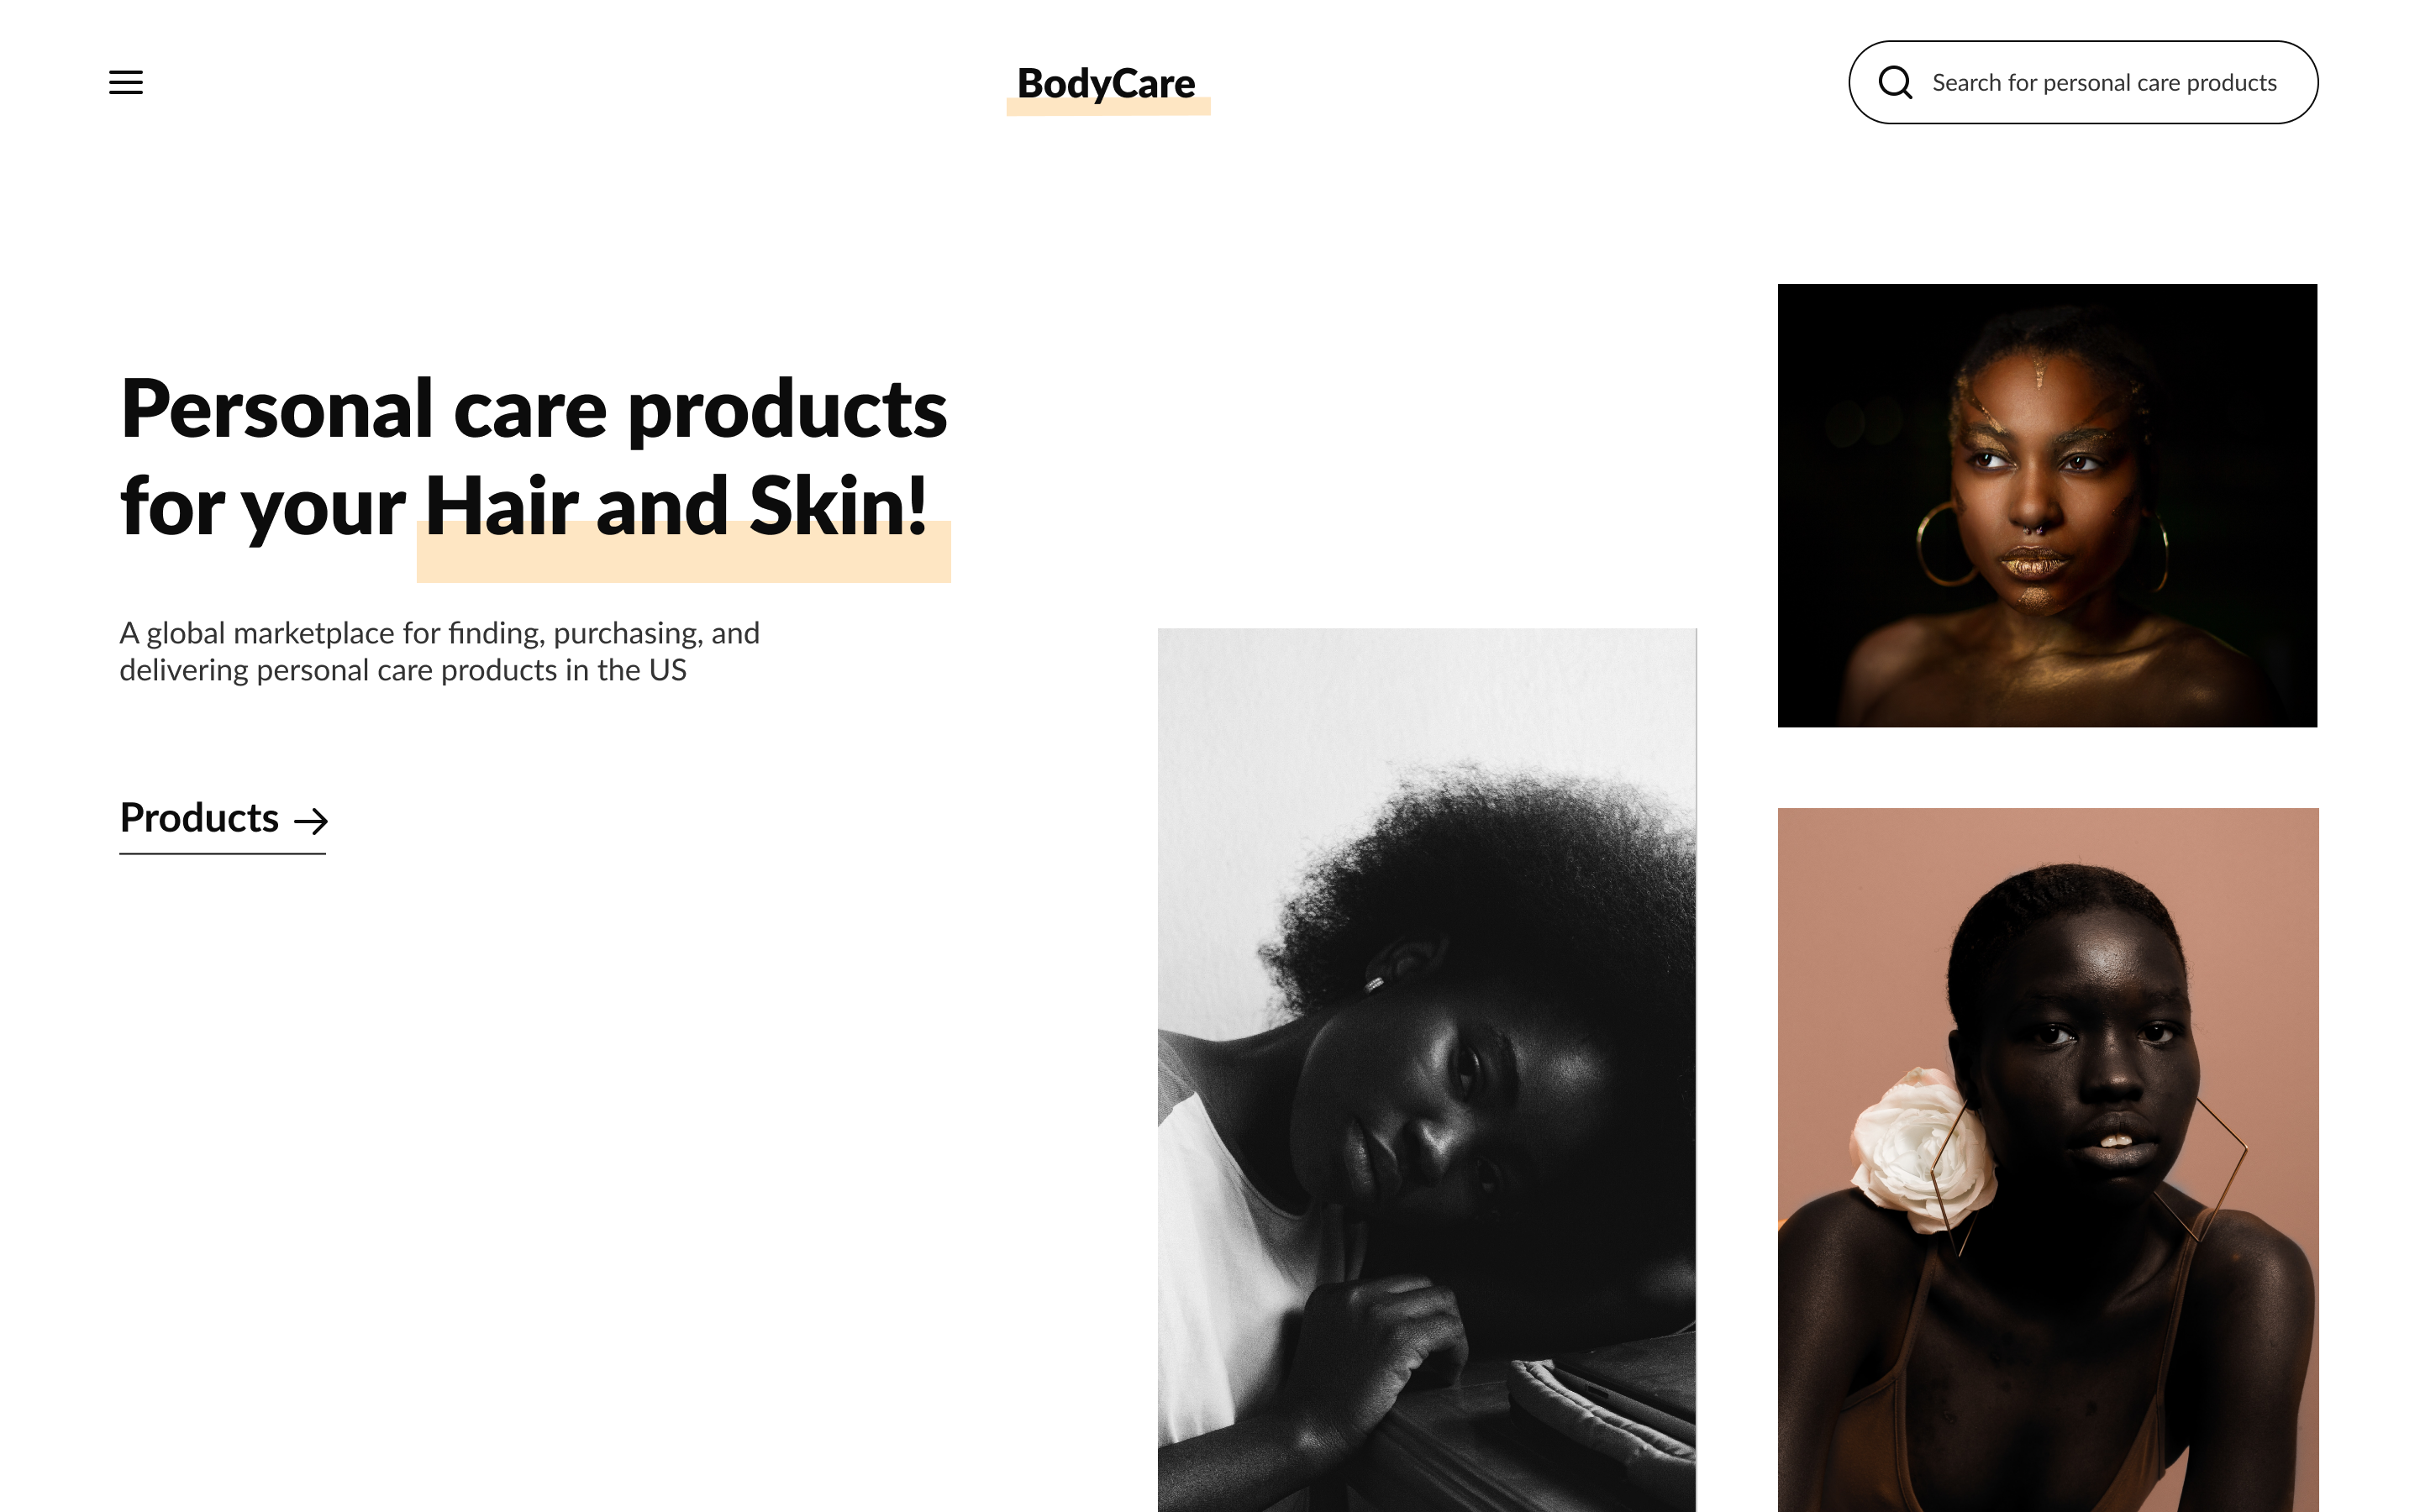 BodyCare
Search for personal care products
Personal care products
for your Hair and Skin!
A global marketplace for finding, purchasing, and
delivering personal care products in the US
Products